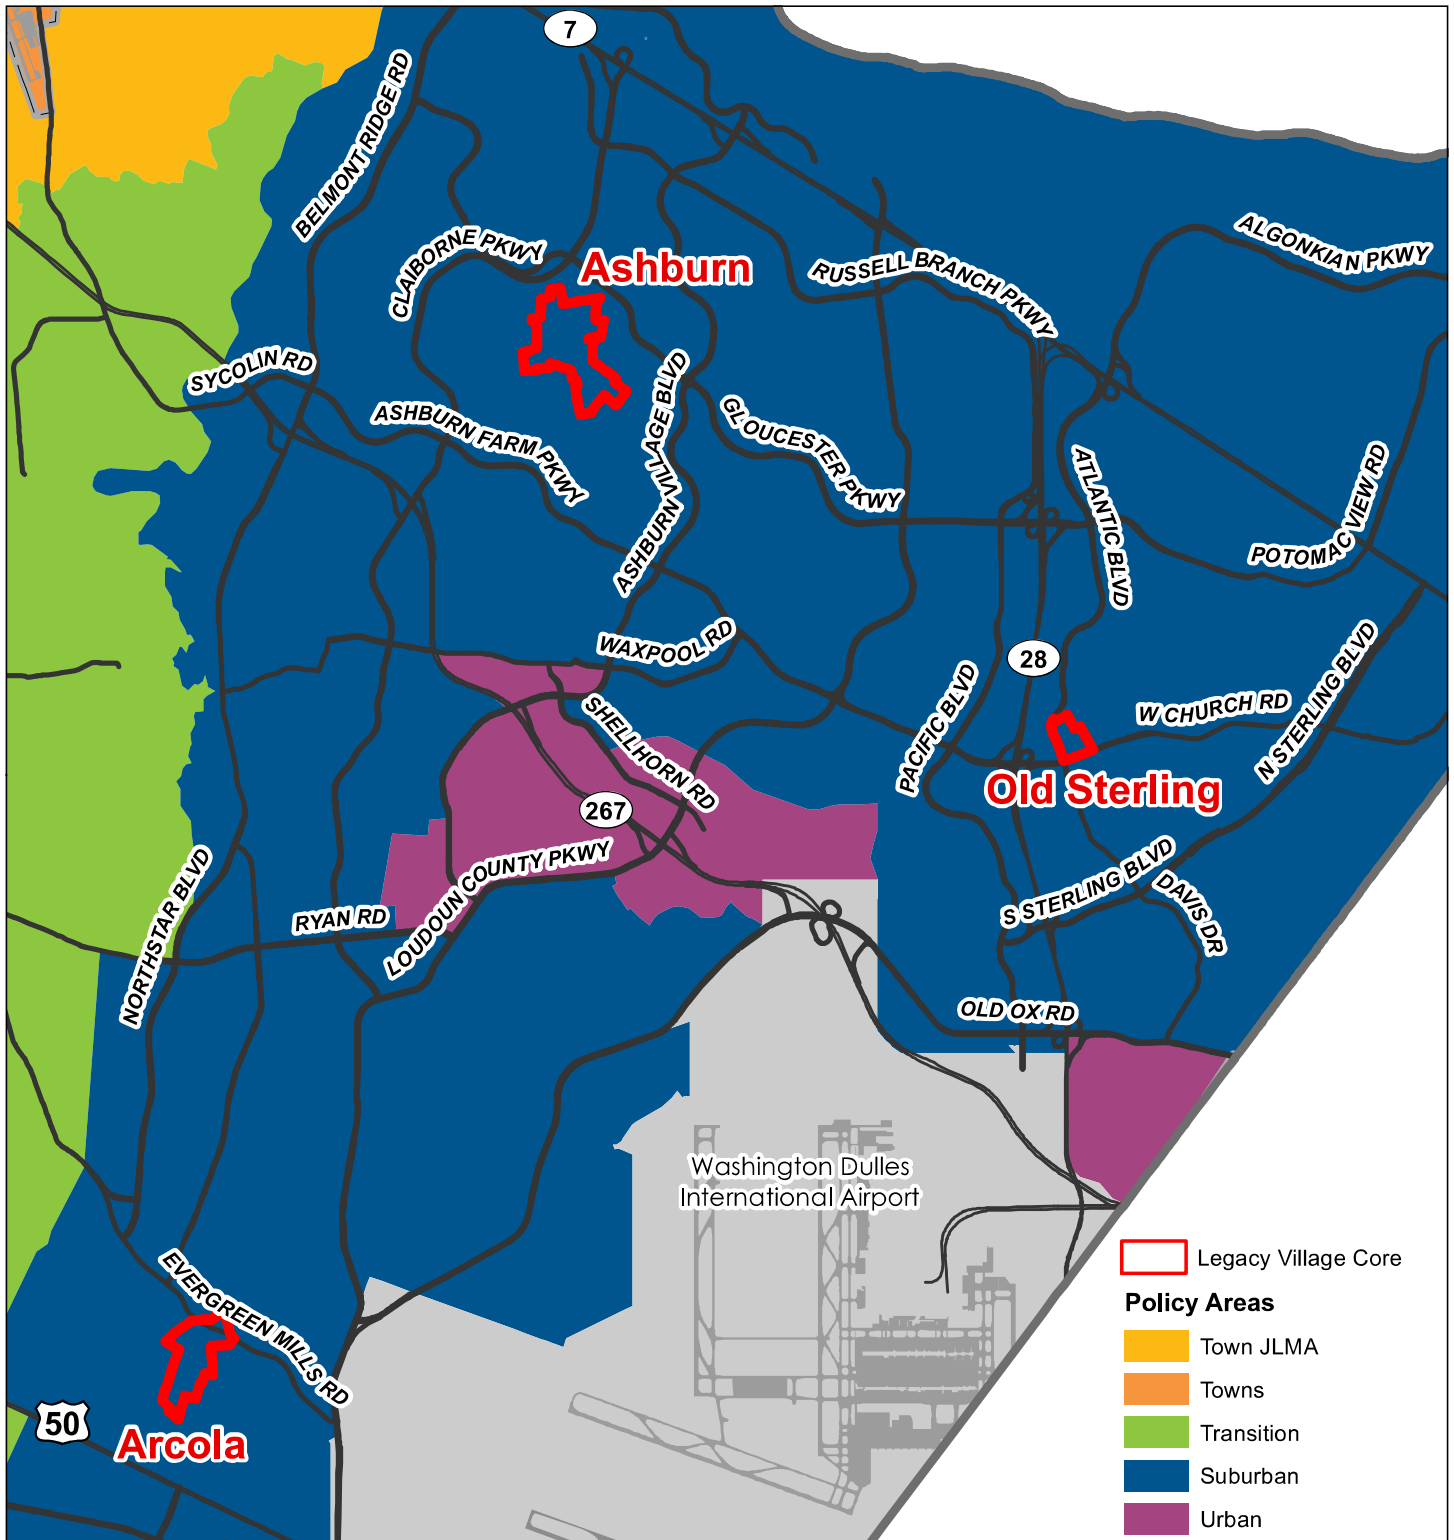 7
BELMONT RIDGE RD
ALGONKIAN PKWY
CLAIBORNE PKWY
Ashburn
RUSSELL BRANCH PKWY
SYCOLIN RD
ASHBURN FARM PKWY
ASHBURN VILLAGE BLVD
GLOUCESTER PKWY
ATLANTIC BLVD
POTOMAC VIEW RD
WAXPOOL RD
28
PACIFIC BLVD
W CHURCH RD
N STERLING BLVD
SHELLHORN RD
Old Sterling
267
LOUDOUN COUNTY PKWY
RYAN RD
NORTHSTAR BLVD
S STERLING BLVD
DAVIS DR
OLD OX RD
Washington Dulles
International Airport
EVERGREEN MILLS RD
50
Arcola
Legacy Village Core
Policy Areas
Town JLMA
Towns
Transition
Suburban
Urban